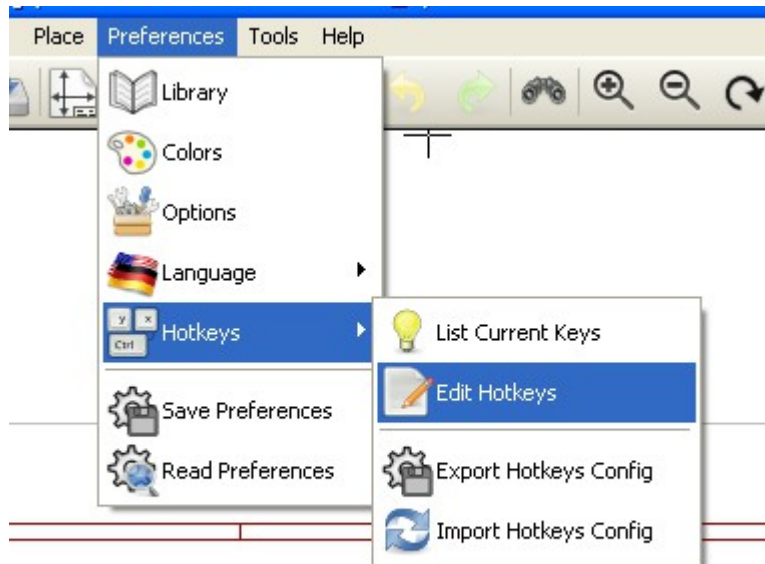 Place Preferences Tools Help
Library
Colors
Options
Language
y x
Ctrl
Hotkeys
List Current Keys
Edit Hotkeys
Save Preferences
Export Hotkeys Config
Read Preferences
Import Hotkeys Config